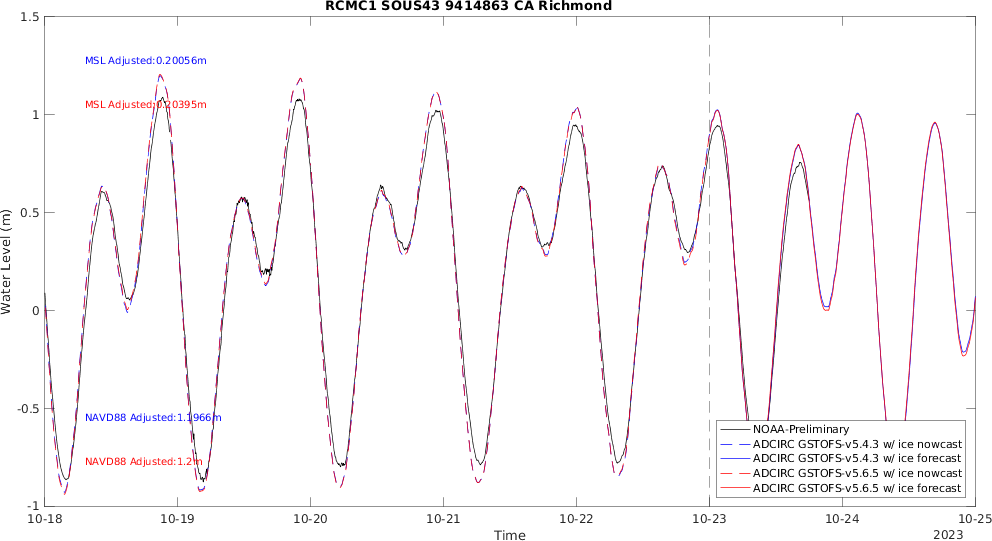 RCMC1 SOUS43 9414863 CA Richmond
1.5
MSL Adjusted:0.20056m
MSL Adjusted:0.20395m
1
0.5
Water Level (m)
0
-0.5
NAVD88 Adjusted:1.1966m
NAVD88 Adjusted:1.2m
-1
NOAA-Preliminary
ADCIRC GSTOFS-v5.4.3 w/ ice nowcast
ADCIRC GSTOFS-v5.4.3 w/ ice forecast
ADCIRC GSTOFS-v5.6.5 w/ ice nowcast
ADCIRC GSTOFS-v5.6.5 w/ ice forecast
10-18 10-19 10-20 10-21 10-22 10-23 10-24 10-25
Time
2023